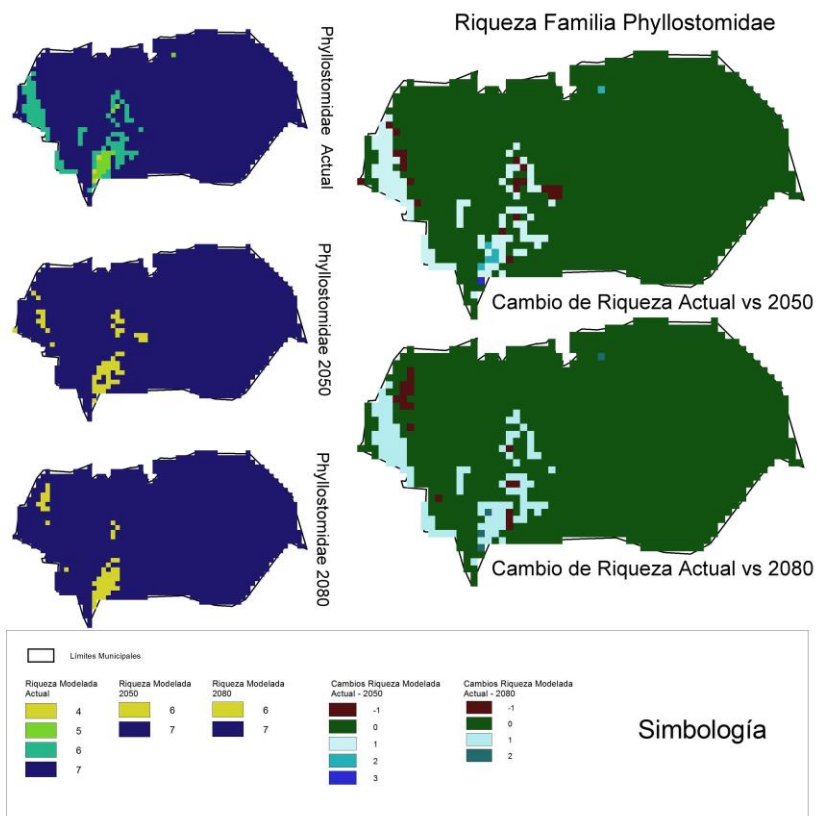 Riqueza Familia Phyllostomidae
Phyllostomidae Actual
Cambio de Riqueza Actual vs 2050
Phyllostomidae 2050
Cambio de Riqueza Actual vs 2080
Phyllostomidae 2080
Límites Municipales
Riqueza Modelada
Actual
4
5
6
7
Riqueza Modelada
2050
6
7
Riqueza Modelada
2080
6
7
Cambios Riqueza Modelada
Actual - 2050
-1
0
1
2
3
Cambios Riqueza Modelada
Actual - 2080
-1
0
1
2
Simbología